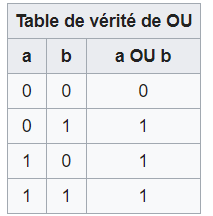 Table de vérité de OU
a b a OU b
0 0 0
0 1 1
1 0 1
1 1 1